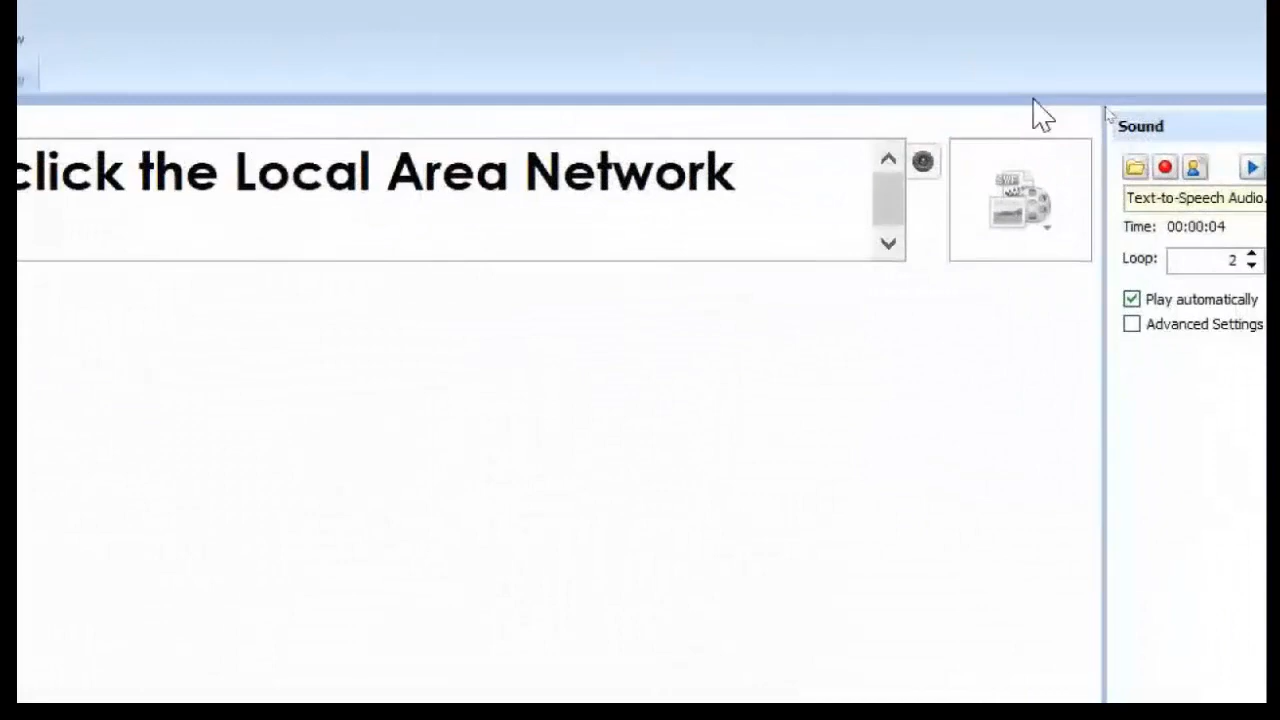 click the Local Area Network
Sound
Text-to-Speech Audio.
Time: 00:00:04
Loop: 2
Play automatically
Advanced Settings